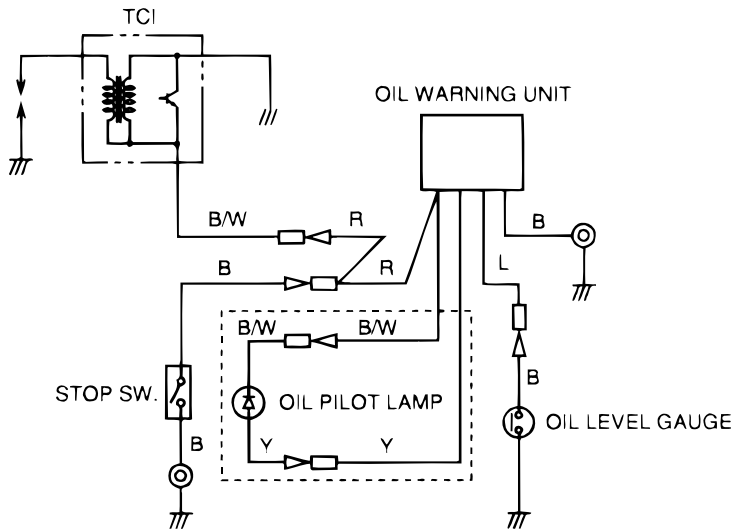 TCI
OIL WARNING UNIT
B/W R
B
B R
L
B/W B/W
STOP SW.
OIL PILOT LAMP
B
OIL LEVEL GAUGE
B
Y Y